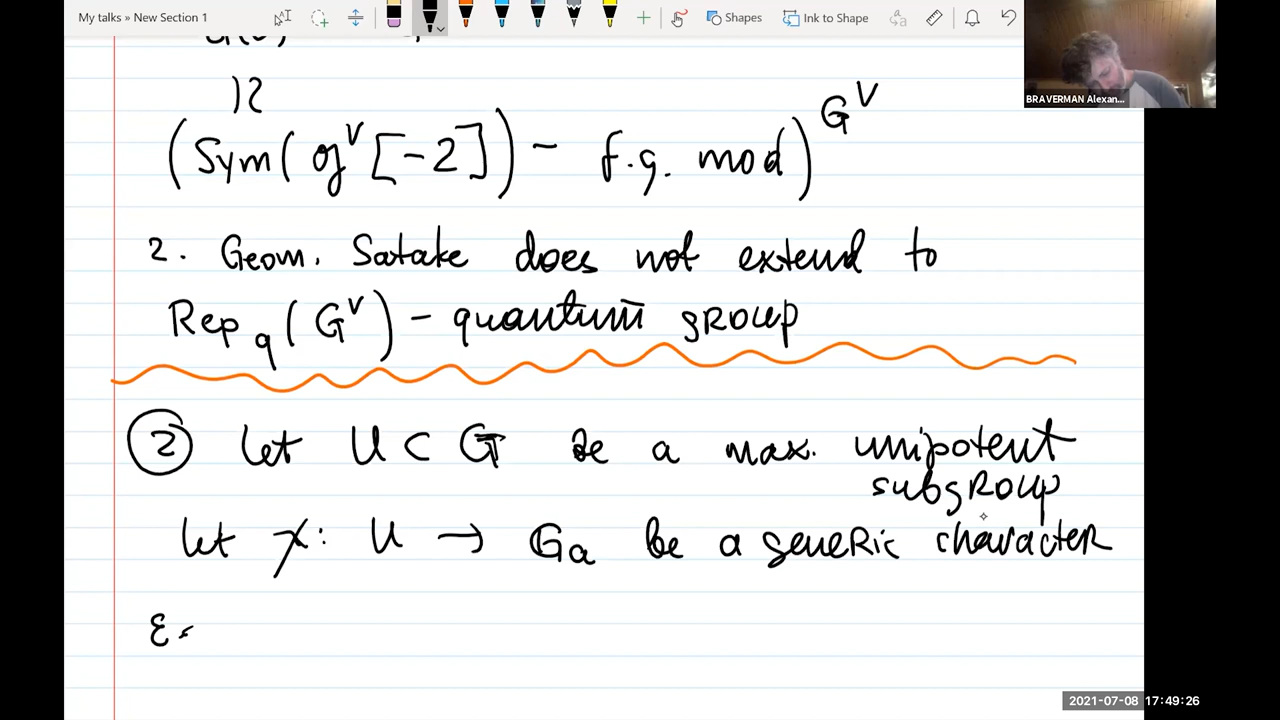 My talks » New Section 1
Shapes
Ink to Shape
BRAVERMAN Alexan...
(Sym(𝔤^∨[-2]) - f.g. mod)^{G^∨}
2. Geom. Satake does not extend to
Rep_q(G^∨) - quantum group
② Let U ⊂ G be a max. unipotent
subgroup
Let χ: U → G_a be a generic character
2021-07-08 17:49:26